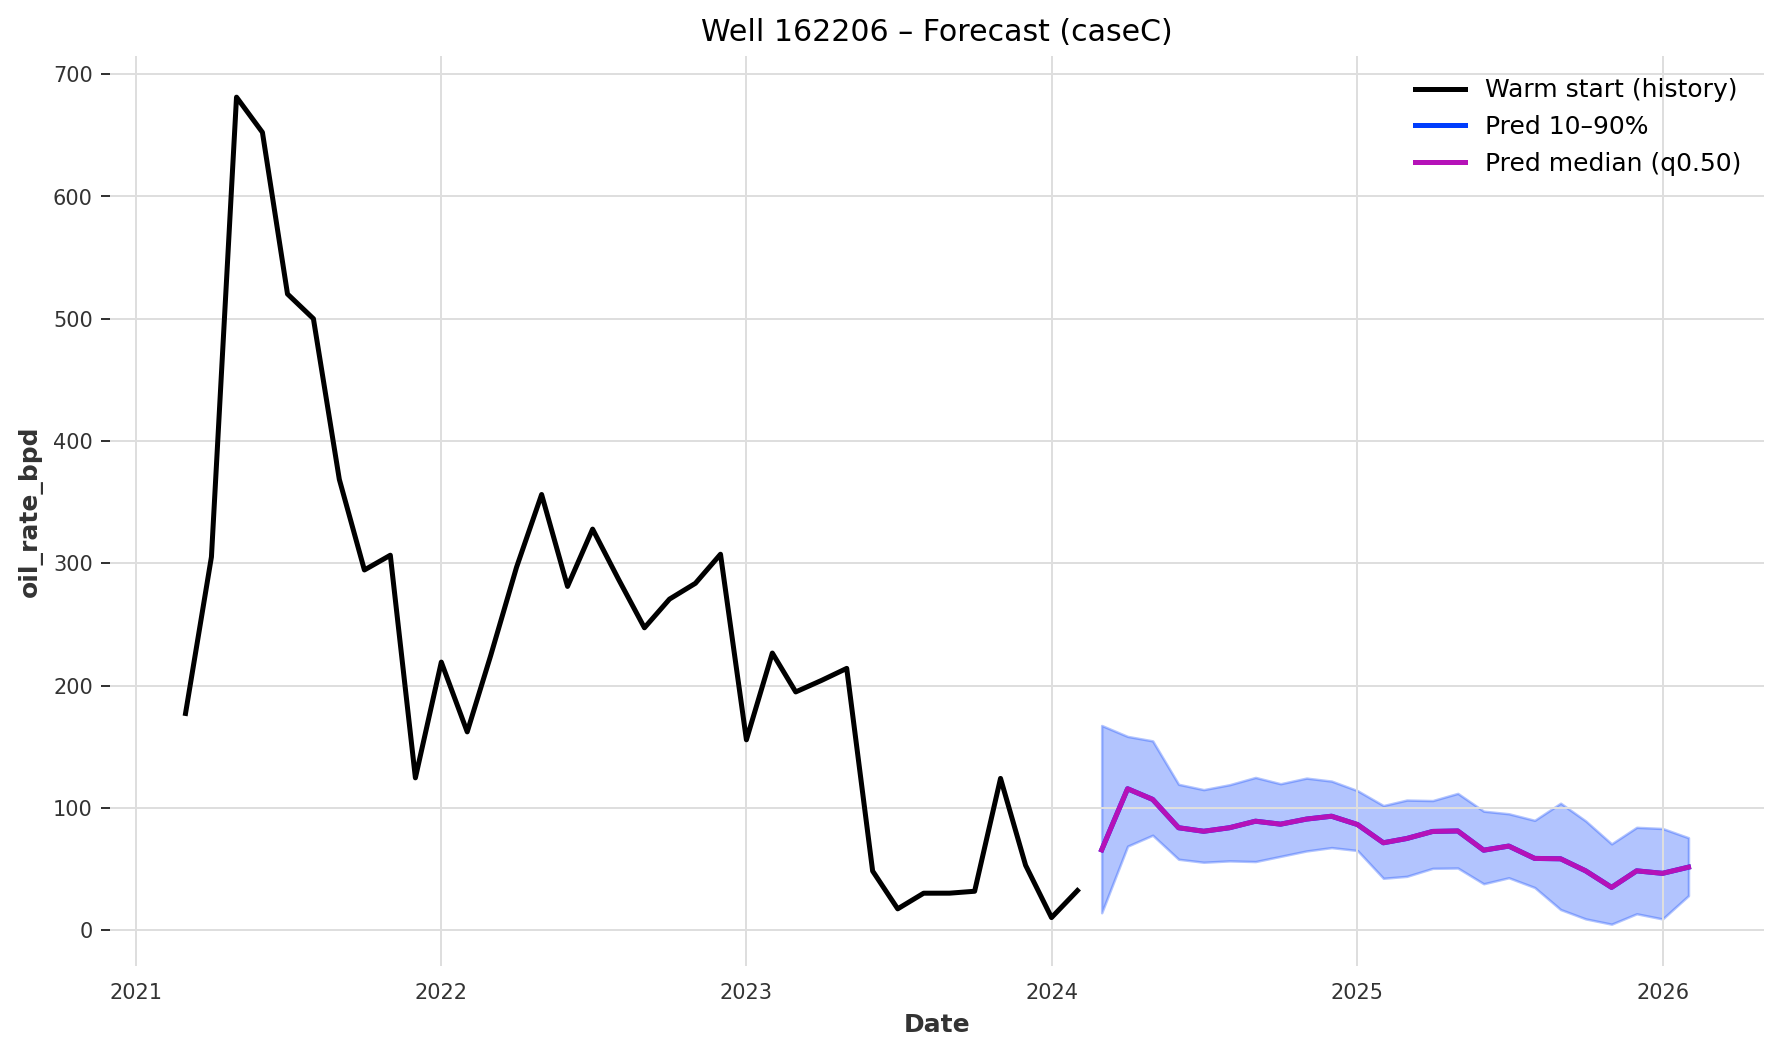 Well 162206 – Forecast (caseC)
Warm start (history)
Pred 10–90%
Pred median (q0.50)
oil_rate_bpd
700
600
500
400
300
200
100
0
2021 2022 2023 2024 2025 2026
Date